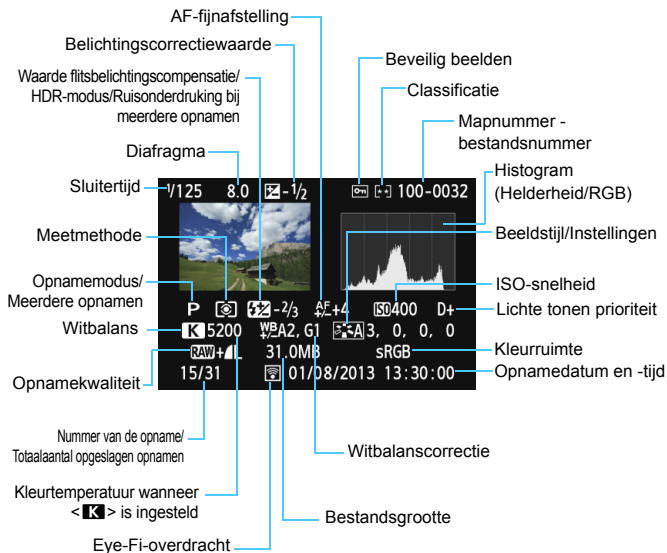 AF-fijnafstelling
Belichtingscorrectiewaarde
Waarde flitsbelichtingscompensatie/
HDR-modus/Ruisonderdruking bij
meerdere opnamen
Diafragma
Sluitertijd
Meetmethode
Opnamemodus/
Meerdere opnamen
Witbalans
Opnamekwaliteit
Nummer van de opname/
Totaalaantal opgeslagen opnamen
Kleurtemperatuur wanneer
< K > is ingesteld
Eye-Fi-overdracht
Beveilig beelden
Classificatie
Mapnummer -
bestandsnummer
Histogram
(Helderheid/RGB)
Beeldstijl/Instellingen
ISO-snelheid
Lichte tonen prioriteit
Kleurruimte
Opnamedatum en -tijd
Witbalanscorrectie
Bestandsgrootte
1/125 8.0 -1/2 100-0032
P -2/3 AF+4 ISO 400 D+
K 5200 WB A2, G1 A 3, 0, 0, 0
RAW+L 31.0MB sRGB
15/31 01/08/2013 13:30:00